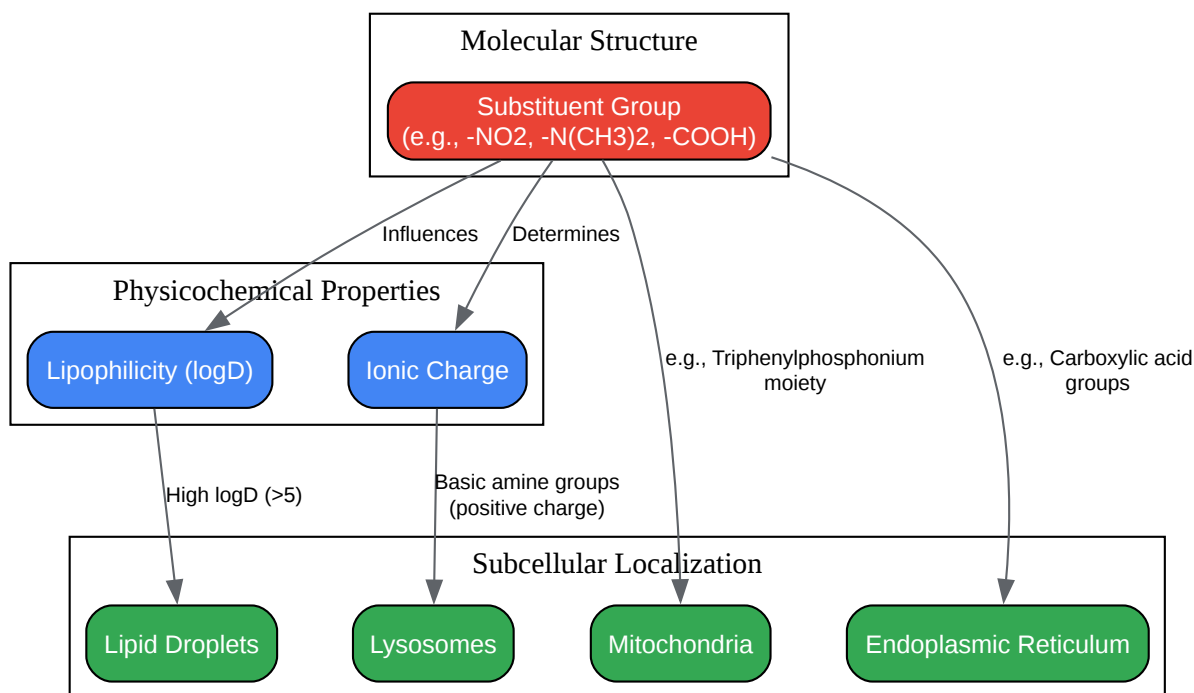 Molecular Structure
Substituent Group
(e.g., -NO2, -N(CH3)2, -COOH)
Influences
Determines
Physicochemical Properties
Lipophilicity (logD)
Ionic Charge
e.g., Triphenylphosphonium
moiety
e.g., Carboxylic acid
groups
High logD (>5)
Basic amine groups
(positive charge)
Subcellular Localization
Lipid Droplets
Lysosomes
Mitochondria
Endoplasmic Reticulum